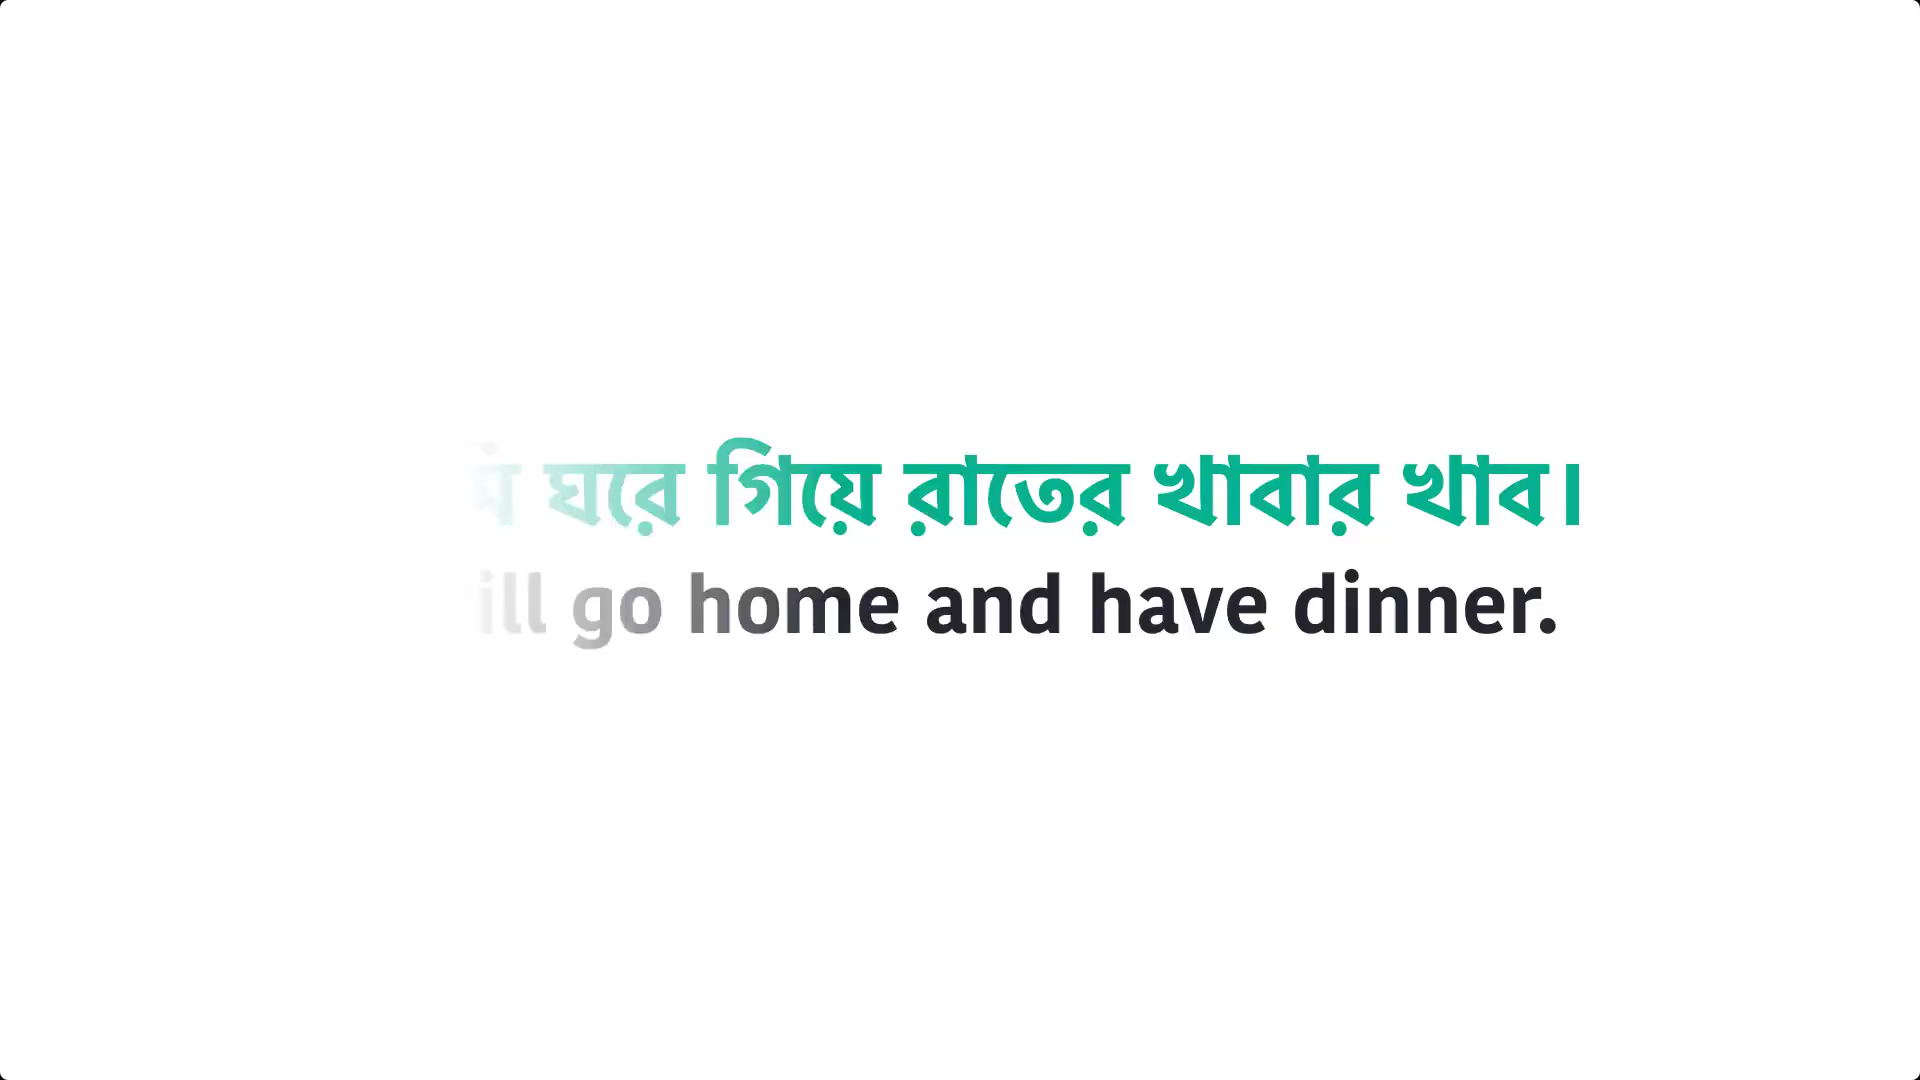 ঘরে গিয়ে রাতের খাবার খাব।
go home and have dinner.